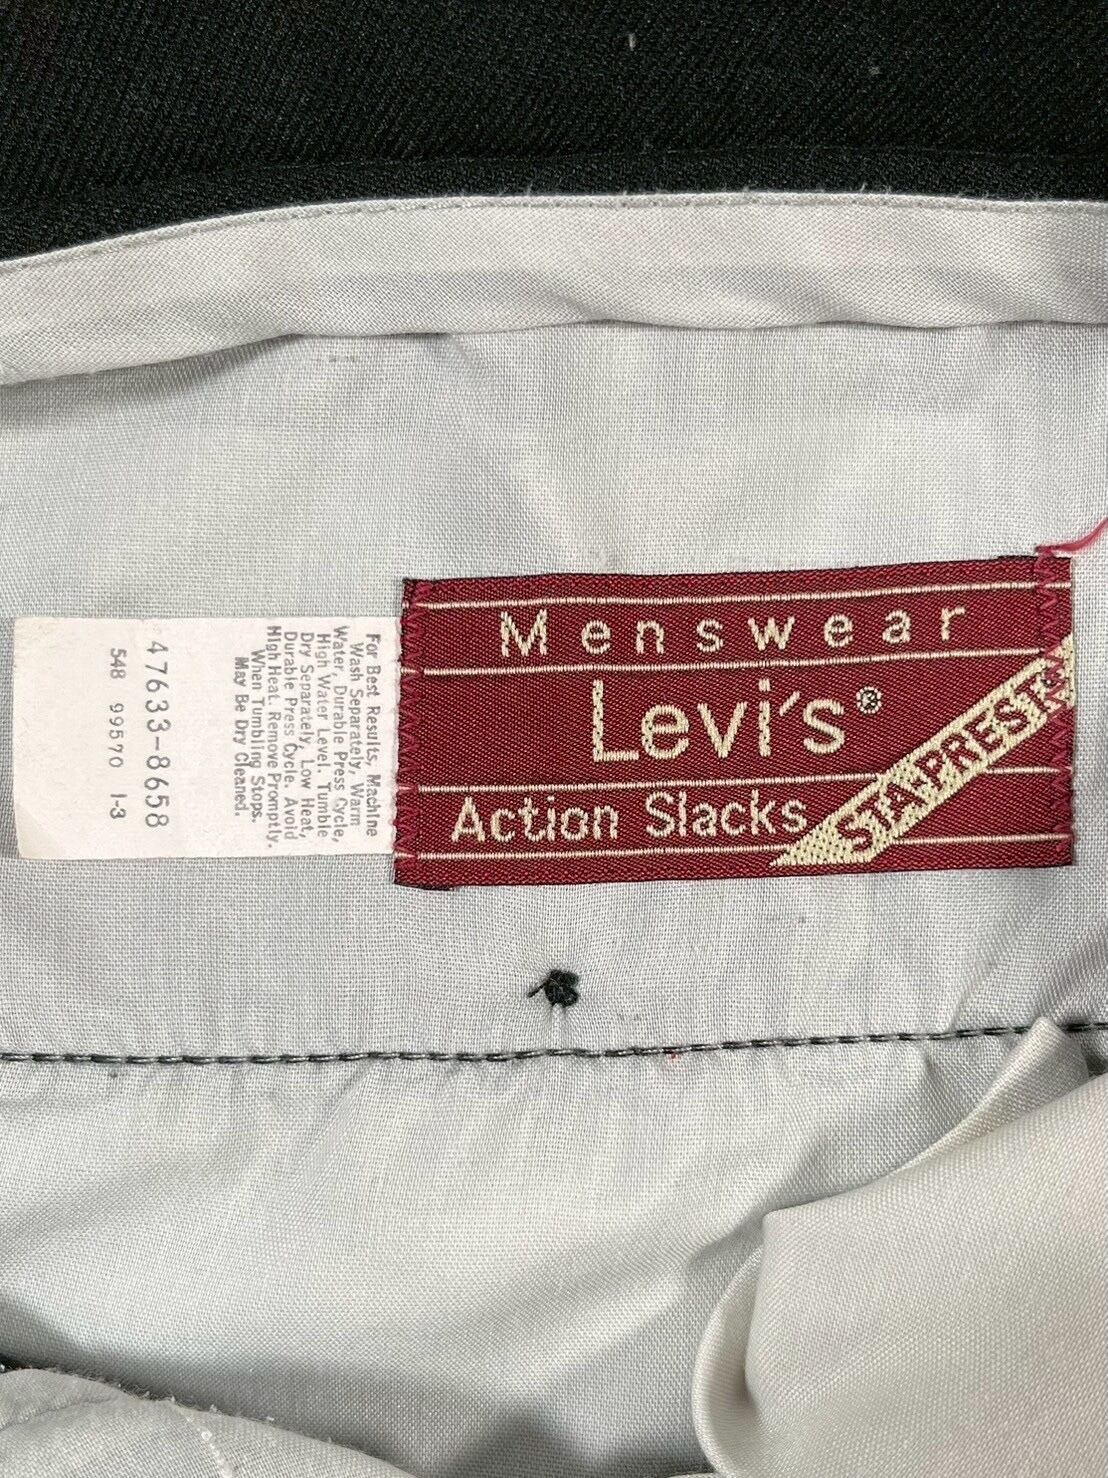 Menswear
Levi's®
Action Slacks
STA-PREST
For Best Results, Machine
Wash Separately, Warm
Water, Durable Press Cycle,
High Water Level. Tumble
Dry Separately, Low Heat,
Durable Press Cycle. Avoid
High Heat. Remove Promptly
When Tumbling Stops.
May Be Dry Cleaned.
47633-8658
548 99570 1-3